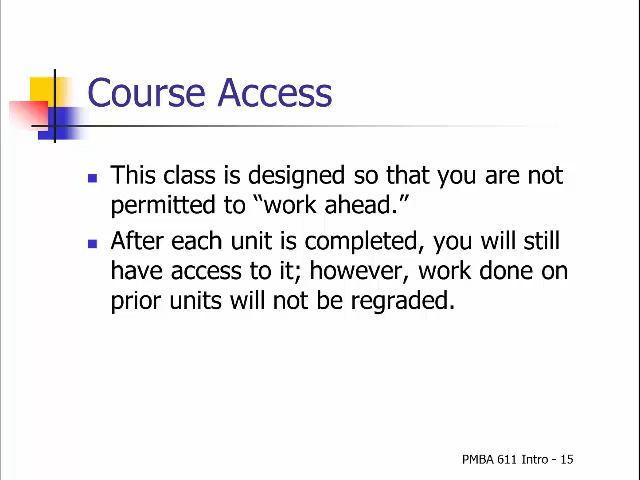 Course Access
This class is designed so that you are not
permitted to “work ahead.”
After each unit is completed, you will still
have access to it; however, work done on
prior units will not be regraded.
PMBA 611 Intro - 15